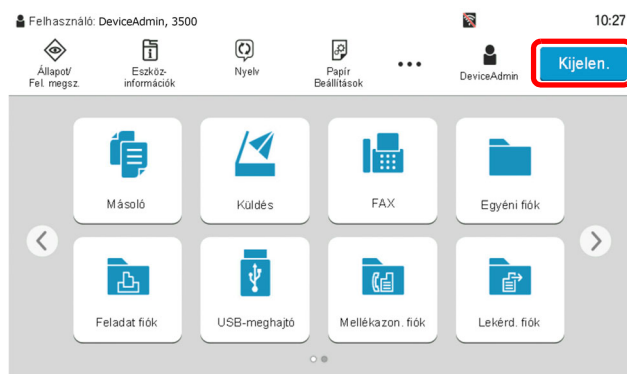 Felhasználó: DeviceAdmin, 3500
10:27
Állapot/
Fel. megsz.
Eszköz-
információk
Nyelv
Papír
Beállítások
DeviceAdmin
Kijelen.
Másoló
Küldés
FAX
Egyéni fiók
Feladat fiók
USB-meghajtó
Mellékazon. fiók
Lekérd. fiók